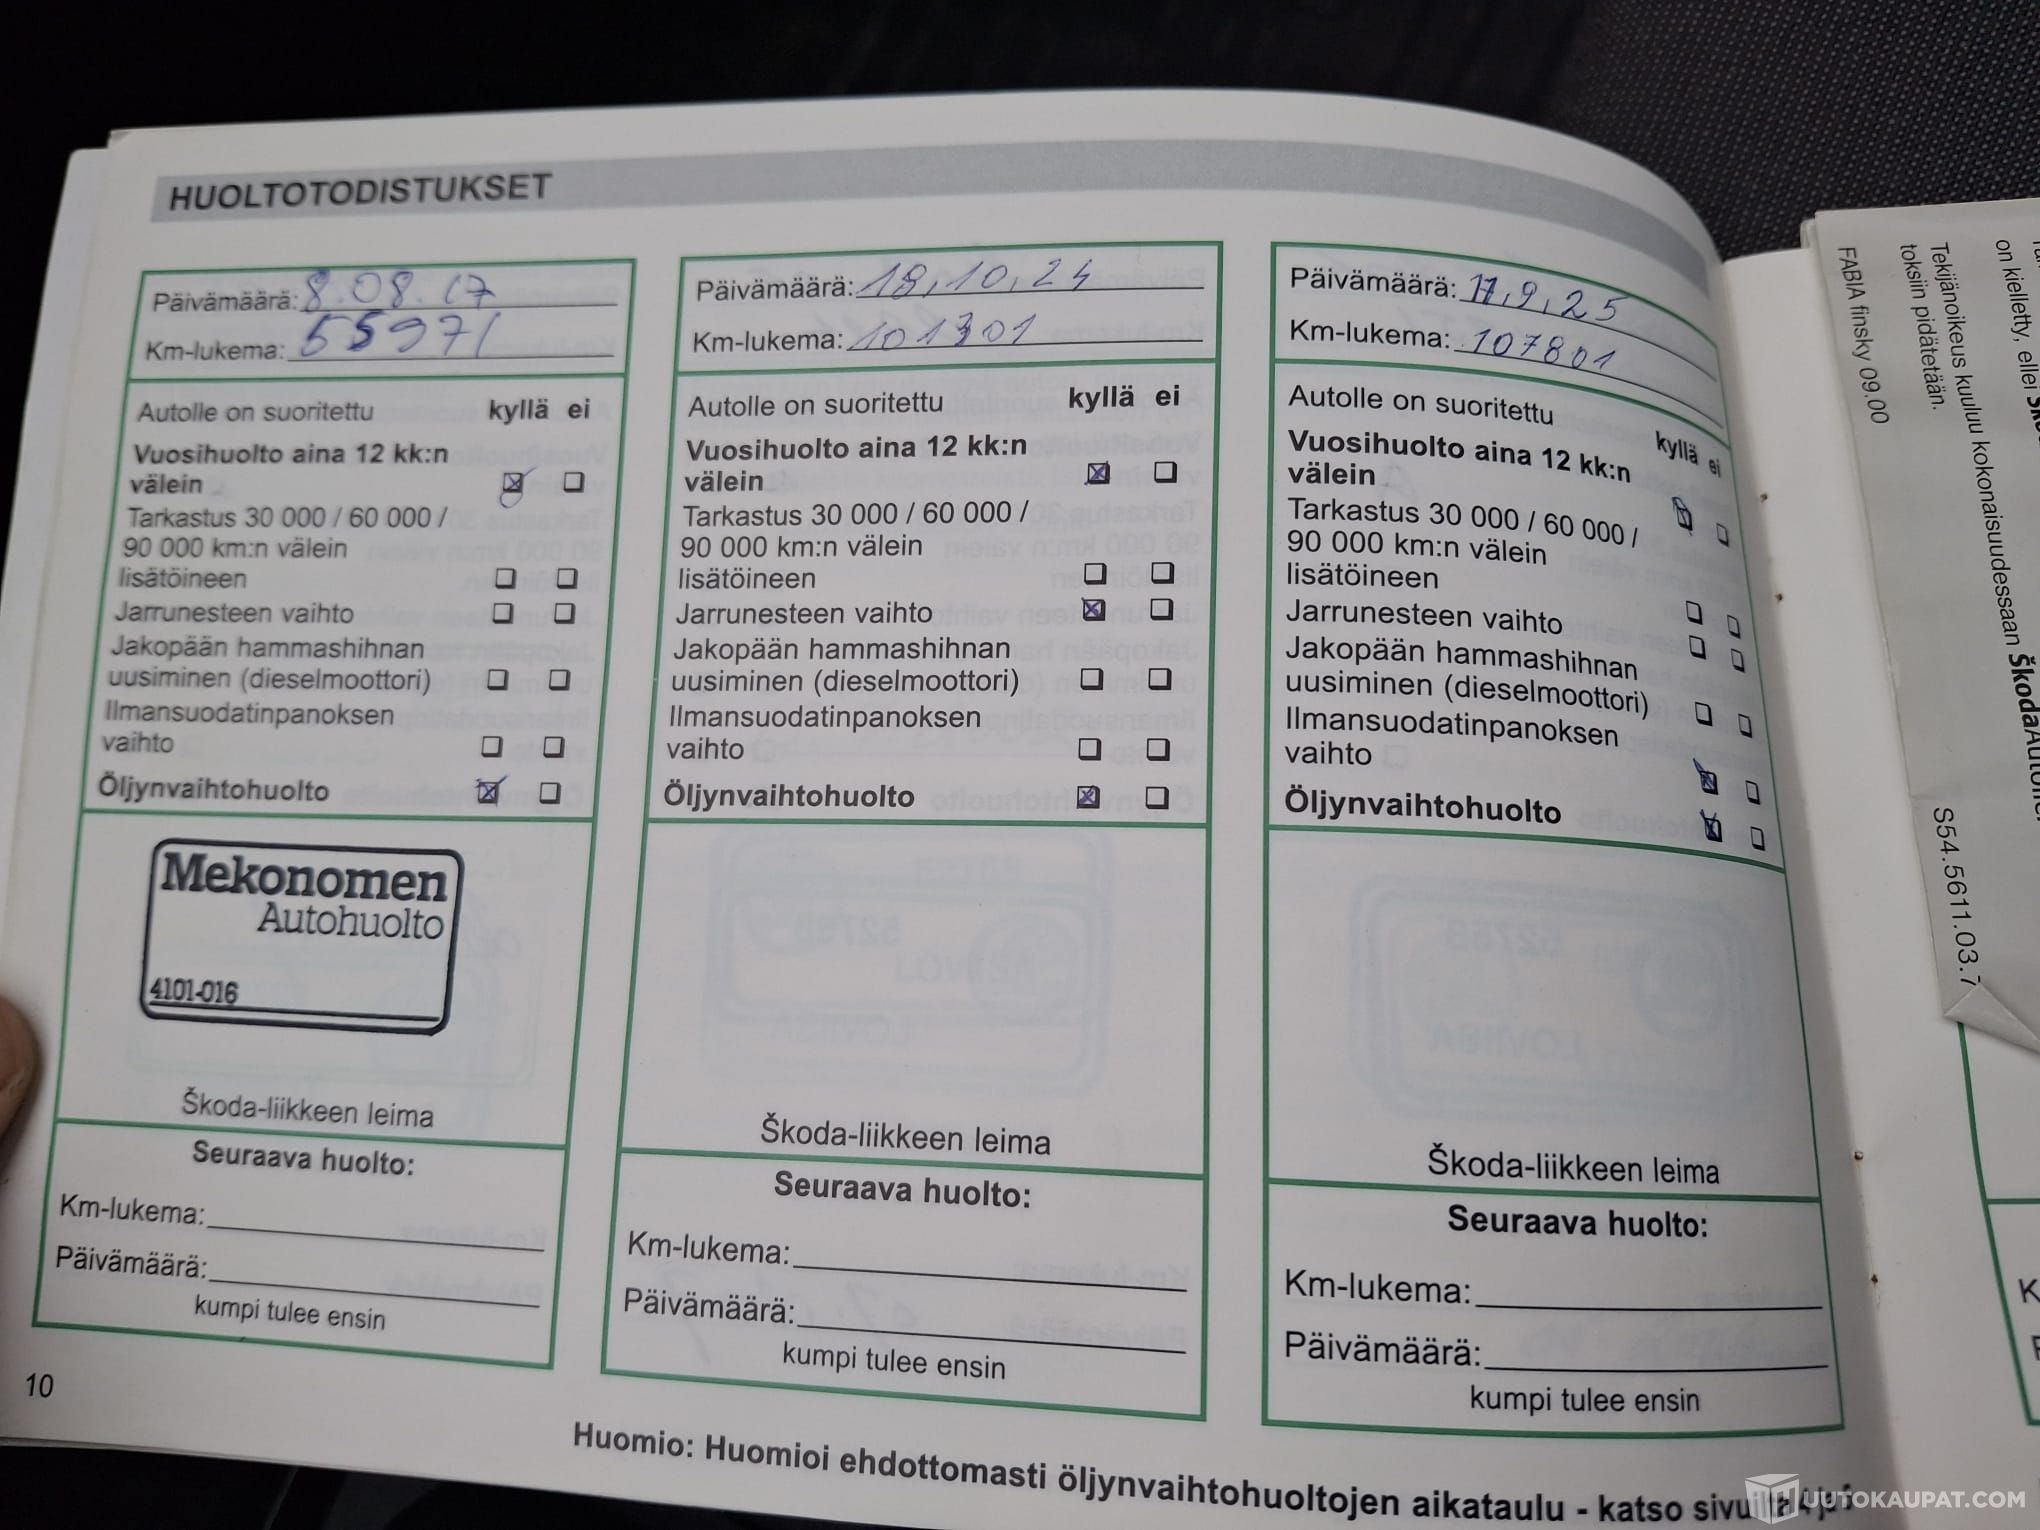 HUOLTOTODISTUKSET
Päivämäärä: 8.08.17
Km-lukema: 55971
Autolle on suoritettu kyllä ei
Vuosihuolto aina 12 kk:n
välein
Tarkastus 30 000 / 60 000 /
90 000 km:n välein
lisätöineen
Jarrunesteen vaihto
Jakopään hammashihnan
uusiminen (dieselmoottori)
Ilmansuodatinpanoksen
vaihto
Öljynvaihtohuolto
Mekonomen
Autohuolto
4101-016
Škoda-liikkeen leima
Seuraava huolto:
Km-lukema:
Päivämäärä:
kumpi tulee ensin
10
Päivämäärä: 18,10,24
Km-lukema: 101301
Autolle on suoritettu kyllä ei
Vuosihuolto aina 12 kk:n
välein
Tarkastus 30 000 / 60 000 /
90 000 km:n välein
lisätöineen
Jarrunesteen vaihto
Jakopään hammashihnan
uusiminen (dieselmoottori)
Ilmansuodatinpanoksen
vaihto
Öljynvaihtohuolto
Škoda-liikkeen leima
Seuraava huolto:
Km-lukema:
Päivämäärä:
kumpi tulee ensin
Päivämäärä: 11,9,25
Km-lukema: 107801
Autolle on suoritettu kyllä ei
Vuosihuolto aina 12 kk:n
välein
Tarkastus 30 000 / 60 000 /
90 000 km:n välein
lisätöineen
Jarrunesteen vaihto
Jakopään hammashihnan
uusiminen (dieselmoottori)
Ilmansuodatinpanoksen
vaihto
Öljynvaihtohuolto
Škoda-liikkeen leima
Seuraava huolto:
Km-lukema:
Päivämäärä:
kumpi tulee ensin
Huomio: Huomioi ehdottomasti öljynvaihtohuoltojen aikataulu - katso
on kielletty, ellei
Tekijänoikeus kuuluu kokonaisuudessaan ŠkodaAuto
toksiin pidätetään.
FABIA finsky 09.00
S54.5611.03.7
HUUTOKAUPAT.COM